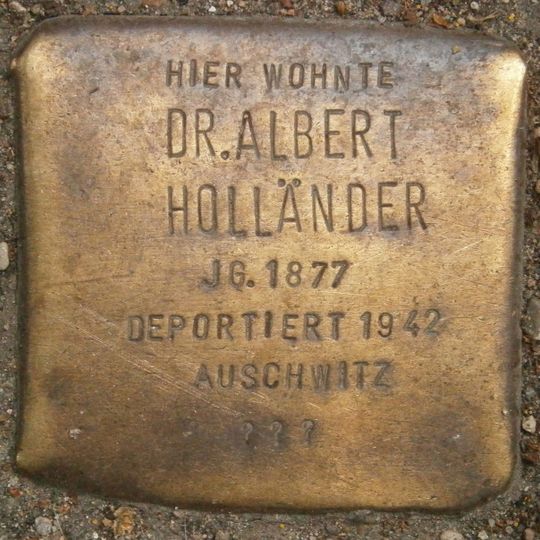 HIER WOHNTE
DR. ALBERT
HOLLÄNDER
JG. 1877
DEPORTIERT 1942
AUSCHWITZ
? ? ?